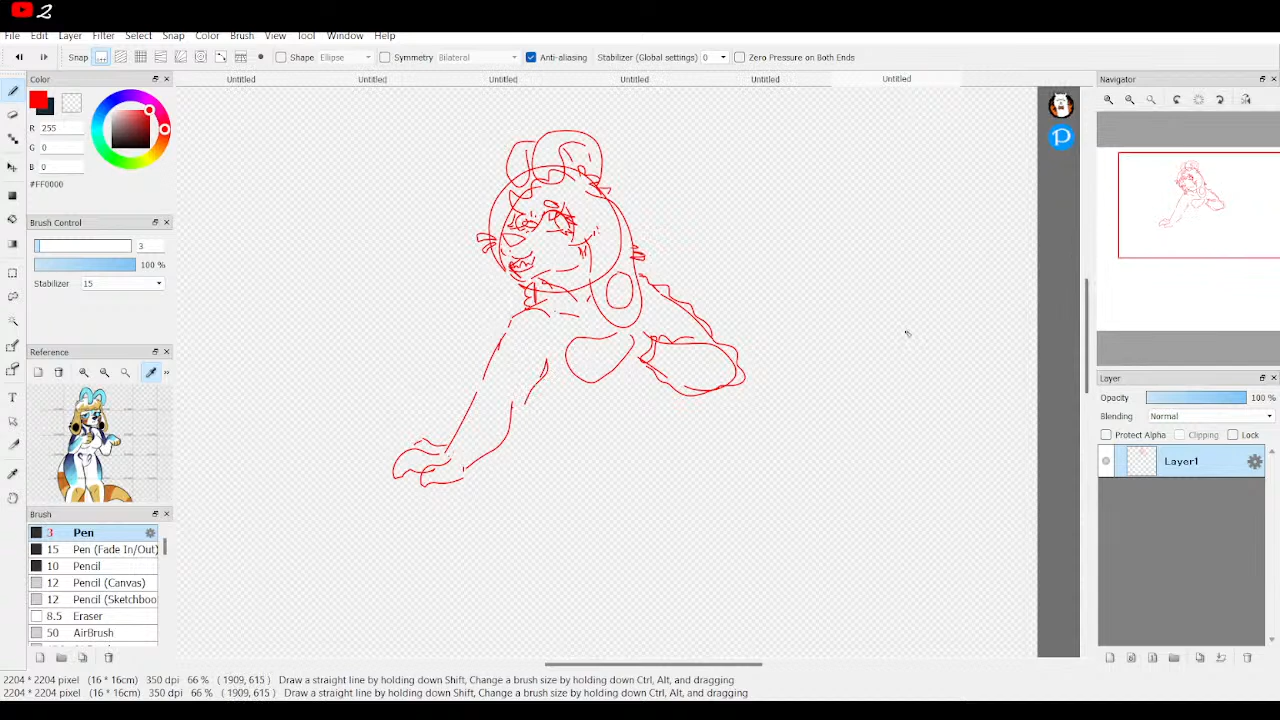 2
File Edit Layer Filter Select Snap Color Brush View Tool Window Help
Snap Shape Ellipse Symmetry Bilateral Anti-aliasing Stabilizer (Global settings) 0 Zero Pressure on Both Ends
Color
Untitled Untitled Untitled Untitled Untitled Untitled
Navigator
R 255
G 0
B 0
#FF0000
Brush Control
3
100 %
Stabilizer 15
Reference
Layer
Opacity 100 %
Blending Normal
Protect Alpha Clipping Lock
Layer1
Brush
3 Pen
15 Pen (Fade In/Out)
10 Pencil
12 Pencil (Canvas)
12 Pencil (Sketchboo
8.5 Eraser
50 AirBrush
2204 * 2204 pixel (16 * 16cm) 350 dpi 66 % ( 1909, 615 ) Draw a straight line by holding down Shift, Change a brush size by holding down Ctrl, Alt, and dragging
2204 * 2204 pixel (16 * 16cm) 350 dpi 66 % ( 1909, 615 ) Draw a straight line by holding down Shift, Change a brush size by holding down Ctrl, Alt, and dragging